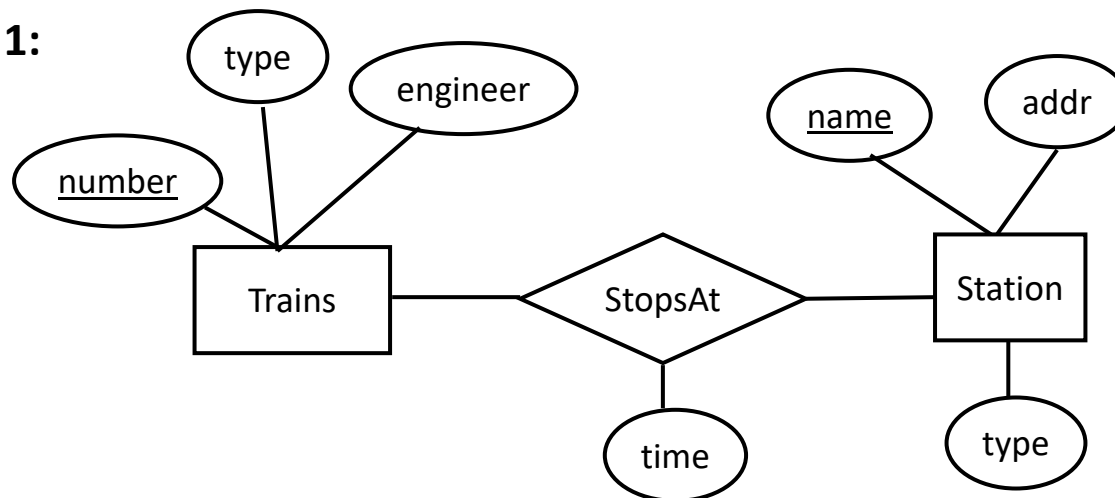 1:
type
engineer
number
name
addr
Trains
StopsAt
Station
time
type